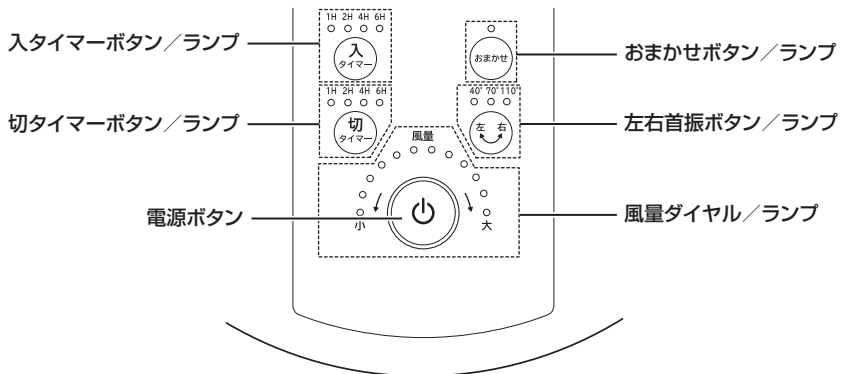 入タイマーボタン／ランプ
1H 2H 4H 6H
入
タイマー
おまかせ
おまかせボタン／ランプ
切タイマーボタン／ランプ
1H 2H 4H 6H
切
タイマー
40° 70° 110°
左 右
左右首振ボタン／ランプ
風量
電源ボタン
小
大
風量ダイヤル／ランプ